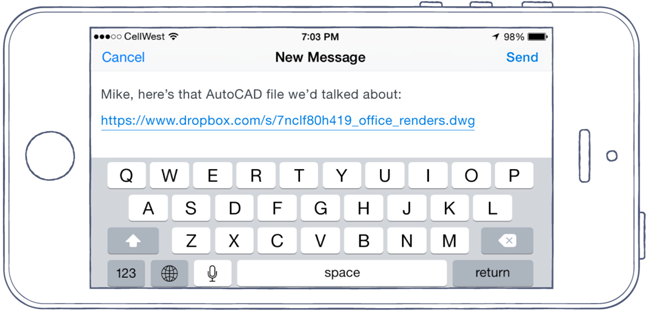 CellWest 7:03 PM 98%
Cancel New Message Send
Mike, here's that AutoCAD file we'd talked about:
https://www.dropbox.com/s/7nclf80h419_office_renders.dwg
Q W E R T Y U I O P
A S D F G H J K L
Z X C V B N M
123 space return